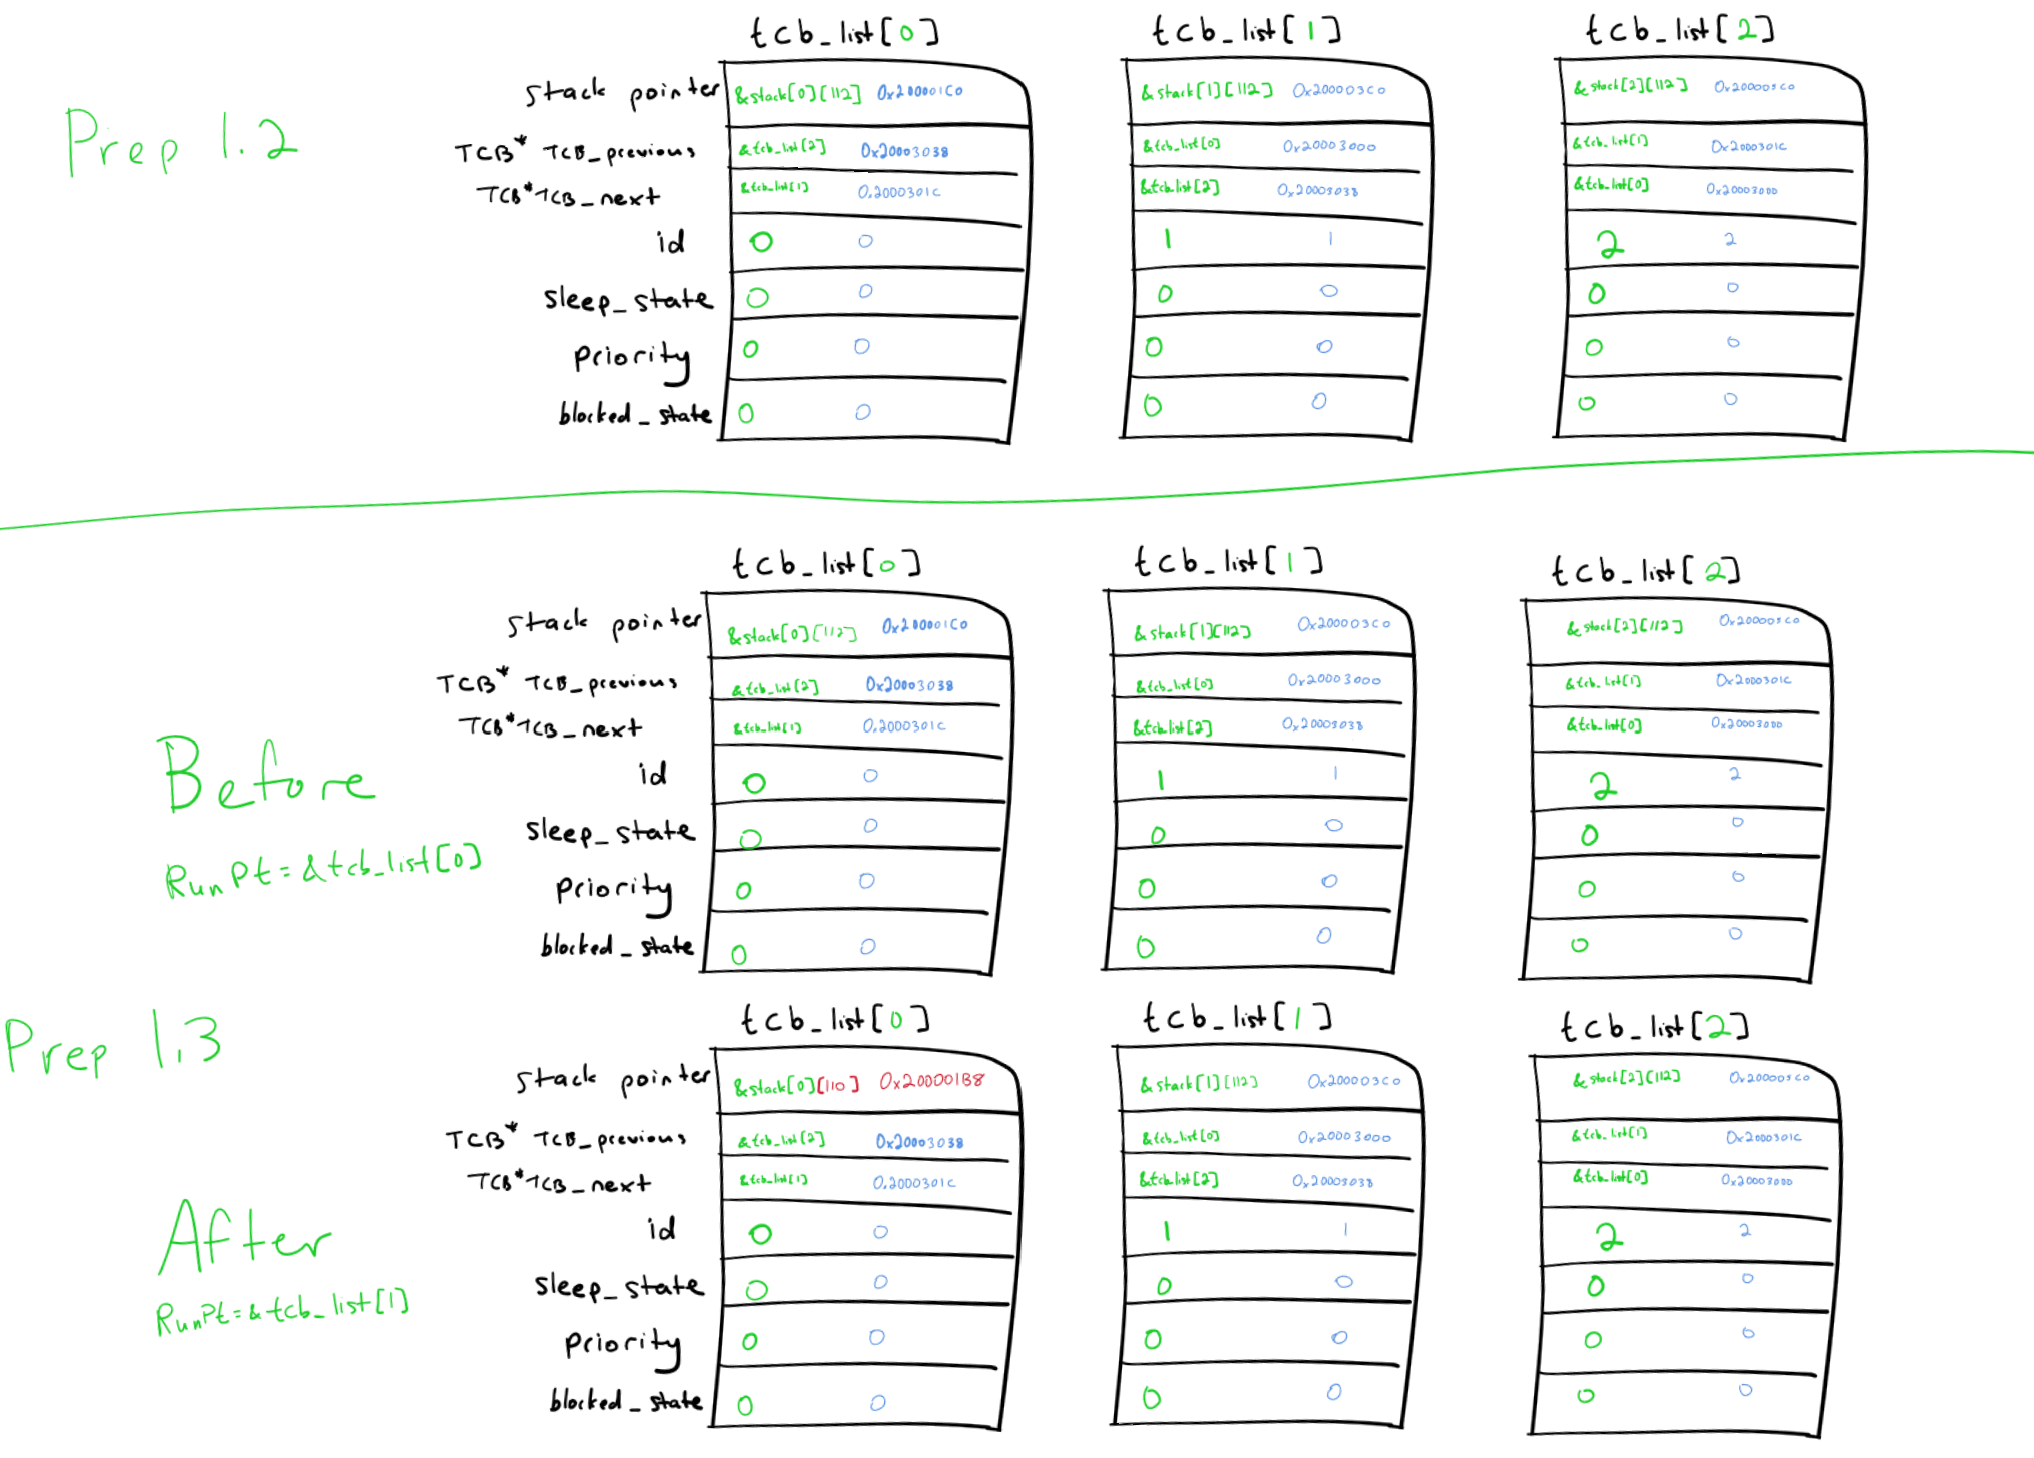 Prep 1.2
tcb_list[0] tcb_list[1] tcb_list[2]
stack pointer &stack[0][112] 0x200001C0 &stack[1][112] 0x200003C0 &stack[2][112] 0x200005C0
TCB* TCB_previous &tcb_list[2] 0x20003038 &tcb_list[0] 0x20003000 &tcb_list[1] 0x2000301C
TCB* TCB_next &tcb_list[1] 0x2000301C &tcb_list[2] 0x20003038 &tcb_list[0] 0x20003000
id 0 0 1 1 2 2
sleep_state 0 0 0 0 0 0
Priority 0 0 0 0 0 0
blocked_state 0 0 0 0 0 0
Before
RunPt=&tcb_list[0]
tcb_list[0] tcb_list[1] tcb_list[2]
stack pointer &stack[0][112] 0x200001C0 &stack[1][112] 0x200003C0 &stack[2][112] 0x200005C0
TCB* TCB_previous &tcb_list[2] 0x20003038 &tcb_list[0] 0x20003000 &tcb_list[1] 0x2000301C
TCB* TCB_next &tcb_list[1] 0x2000301C &tcb_list[2] 0x20003038 &tcb_list[0] 0x20003000
id 0 0 1 1 2 2
sleep_state 0 0 0 0 0 0
Priority 0 0 0 0 0 0
blocked_state 0 0 0 0 0 0
Prep 1.3
After
RunPt=&tcb_list[1]
tcb_list[0] tcb_list[1] tcb_list[2]
stack pointer &stack[0][110] 0x200001B8 &stack[1][112] 0x200003C0 &stack[2][112] 0x200005C0
TCB* TCB_previous &tcb_list[2] 0x20003038 &tcb_list[0] 0x20003000 &tcb_list[1] 0x2000301C
TCB* TCB_next &tcb_list[1] 0x2000301C &tcb_list[2] 0x20003038 &tcb_list[0] 0x20003000
id 0 0 1 1 2 2
sleep_state 0 0 0 0 0 0
Priority 0 0 0 0 0 0
blocked_state 0 0 0 0 0 0